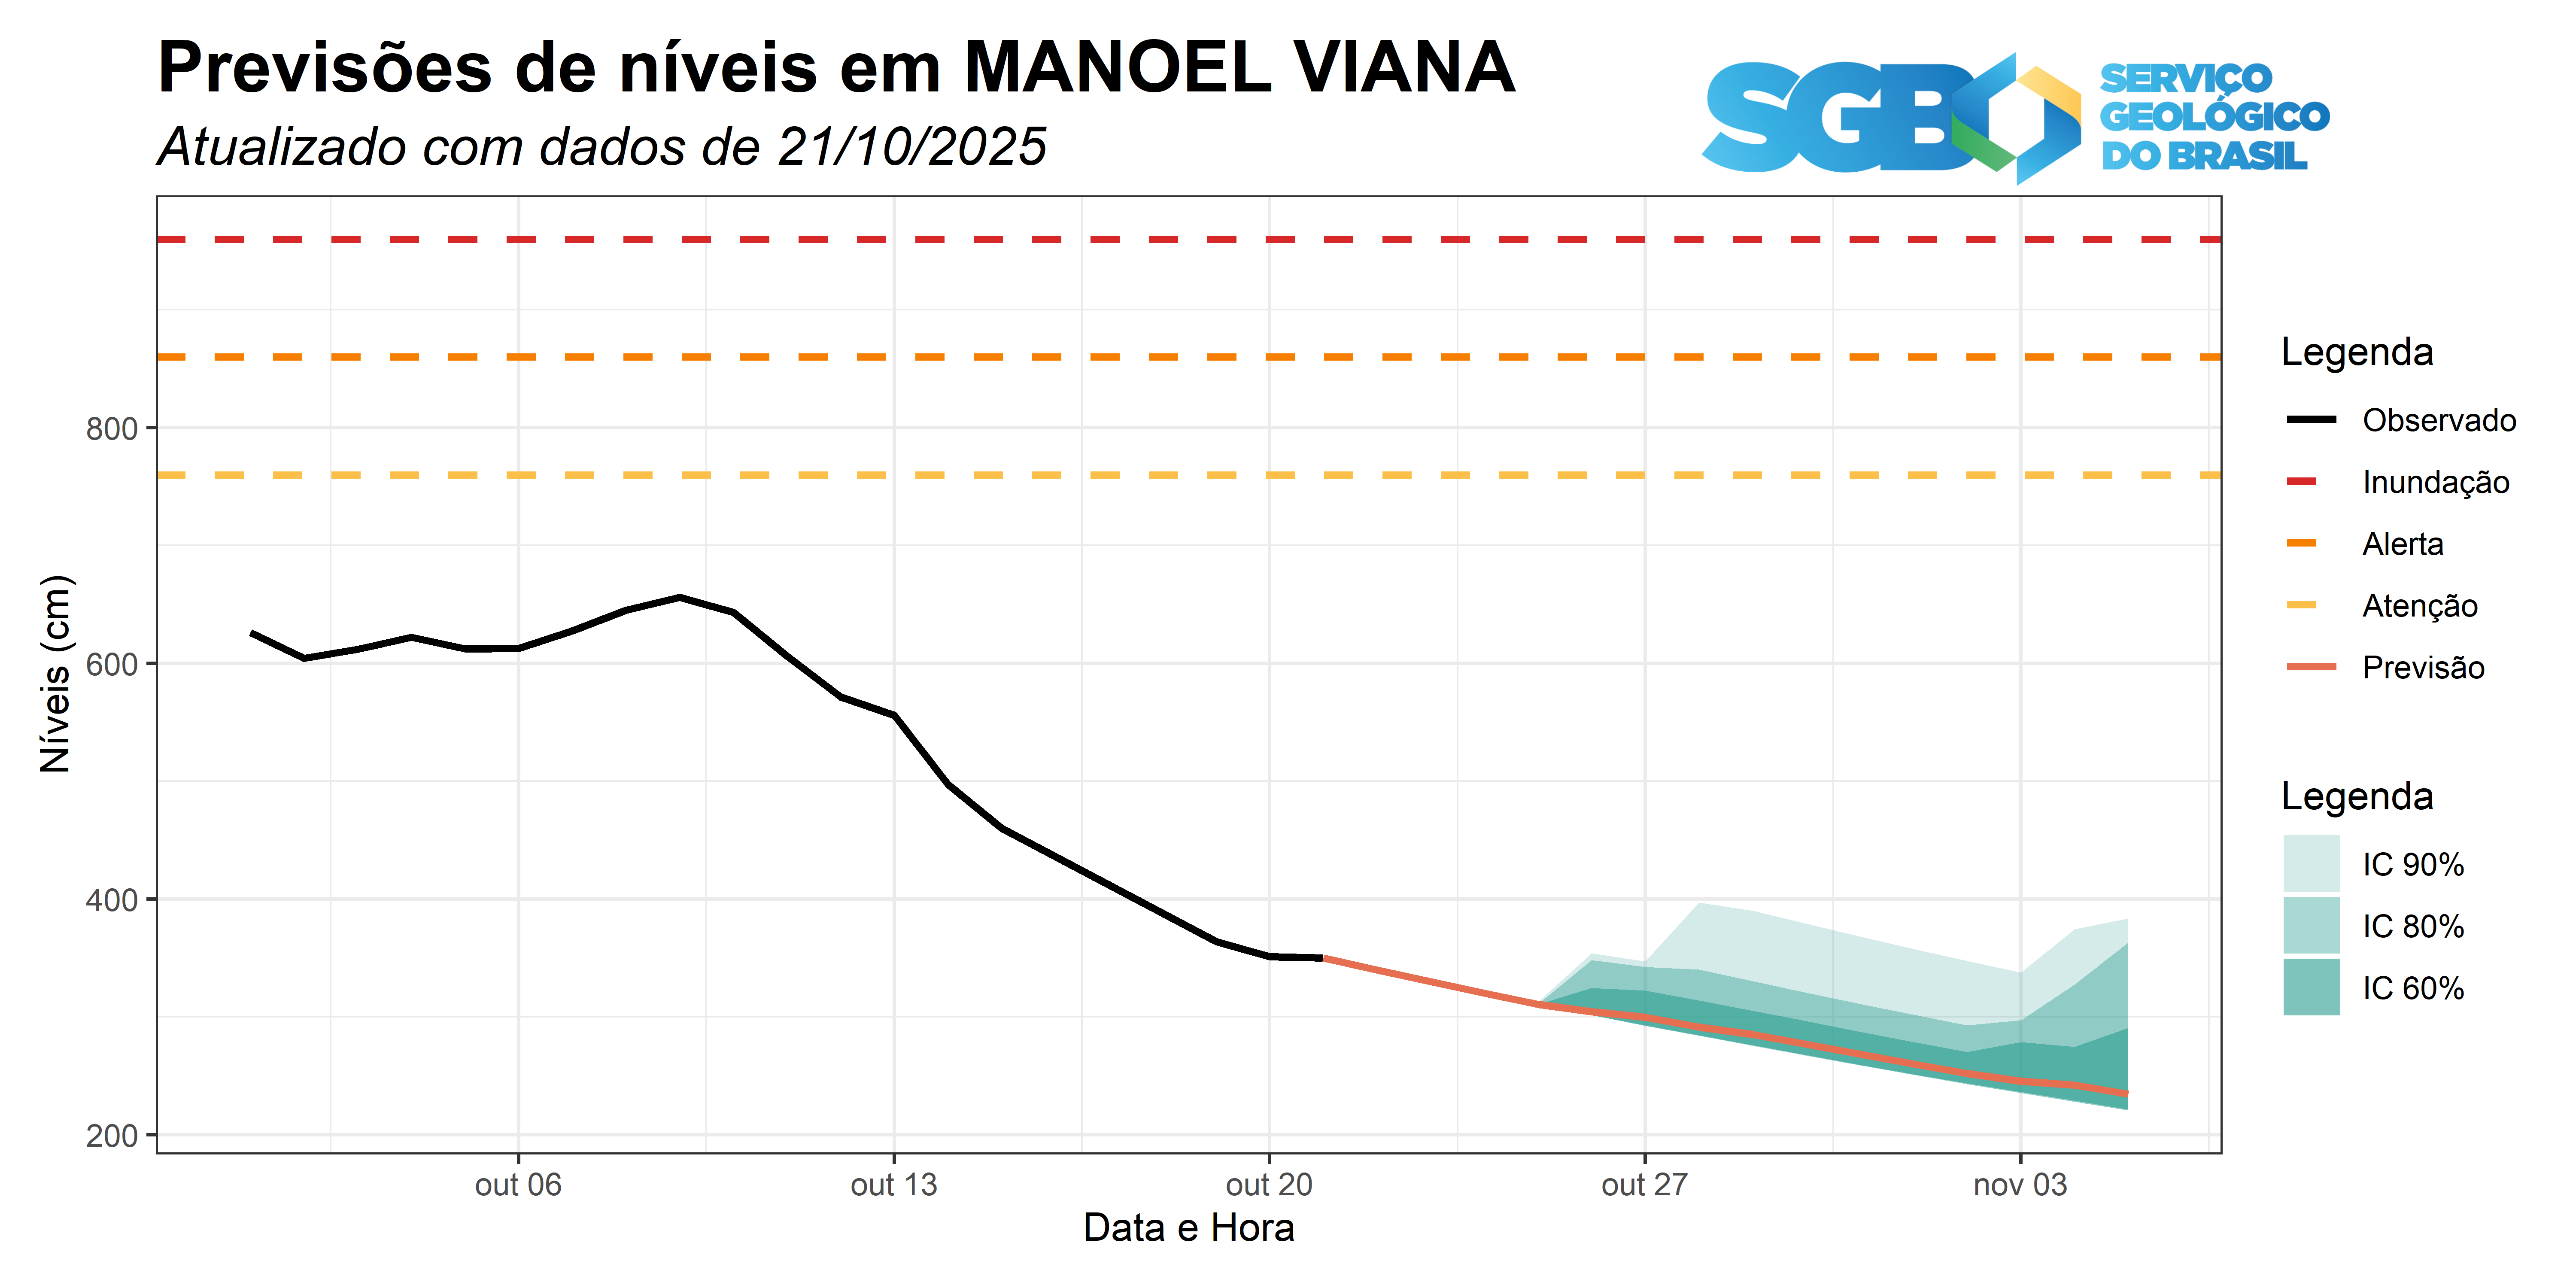 Previsões de níveis em MANOEL VIANA
Atualizado com dados de 21/10/2025
SGB
SERVIÇO
GEOLÓGICO
DO BRASIL
Níveis (cm)
800
600
400
200
out 06
out 13
out 20
out 27
nov 03
Data e Hora
Legenda
Observado
Inundação
Alerta
Atenção
Previsão
Legenda
IC 90%
IC 80%
IC 60%